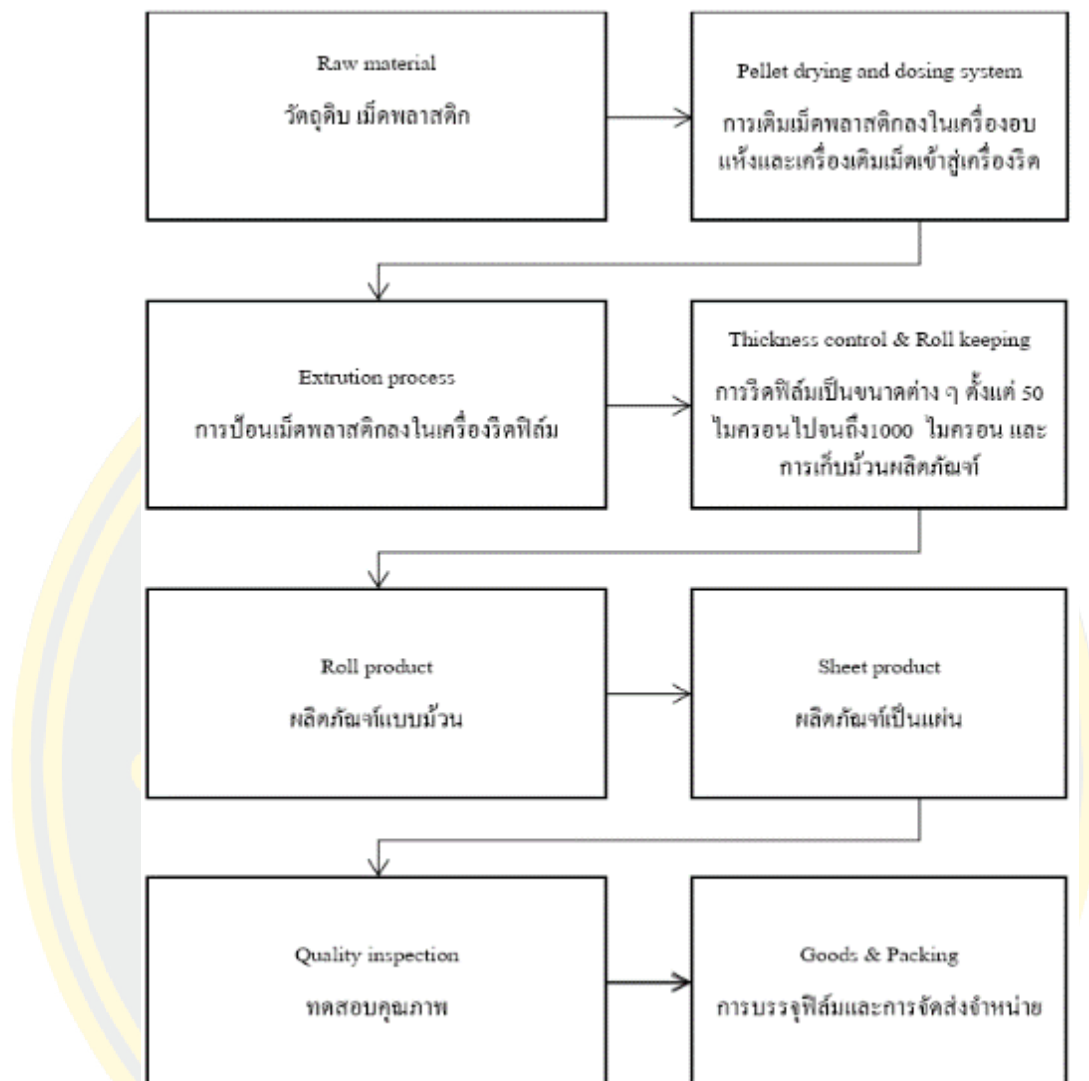 Raw material
วัตถุดิบ เม็ดพลาสติก
Pellet drying and dosing system
การเติมเม็ดพลาสติกลงในเครื่องอบ
แห้งและเครื่องเติมเม็ดเข้าสู่เครื่องรีด
Extrution process
การป้อนเม็ดพลาสติกลงในเครื่องรีดฟิล์ม
Thickness control & Roll keeping
การรีดฟิล์มเป็นขนาดต่าง ๆ ตั้งแต่ 50
ไมครอนไปจนถึง1000 ไมครอน และ
การเก็บม้วนผลิตภัณฑ์
Roll product
ผลิตภัณฑ์แบบม้วน
Sheet product
ผลิตภัณฑ์เป็นแผ่น
Quality inspection
ทดสอบคุณภาพ
Goods & Packing
การบรรจุฟิล์มและการจัดส่งจำหน่าย